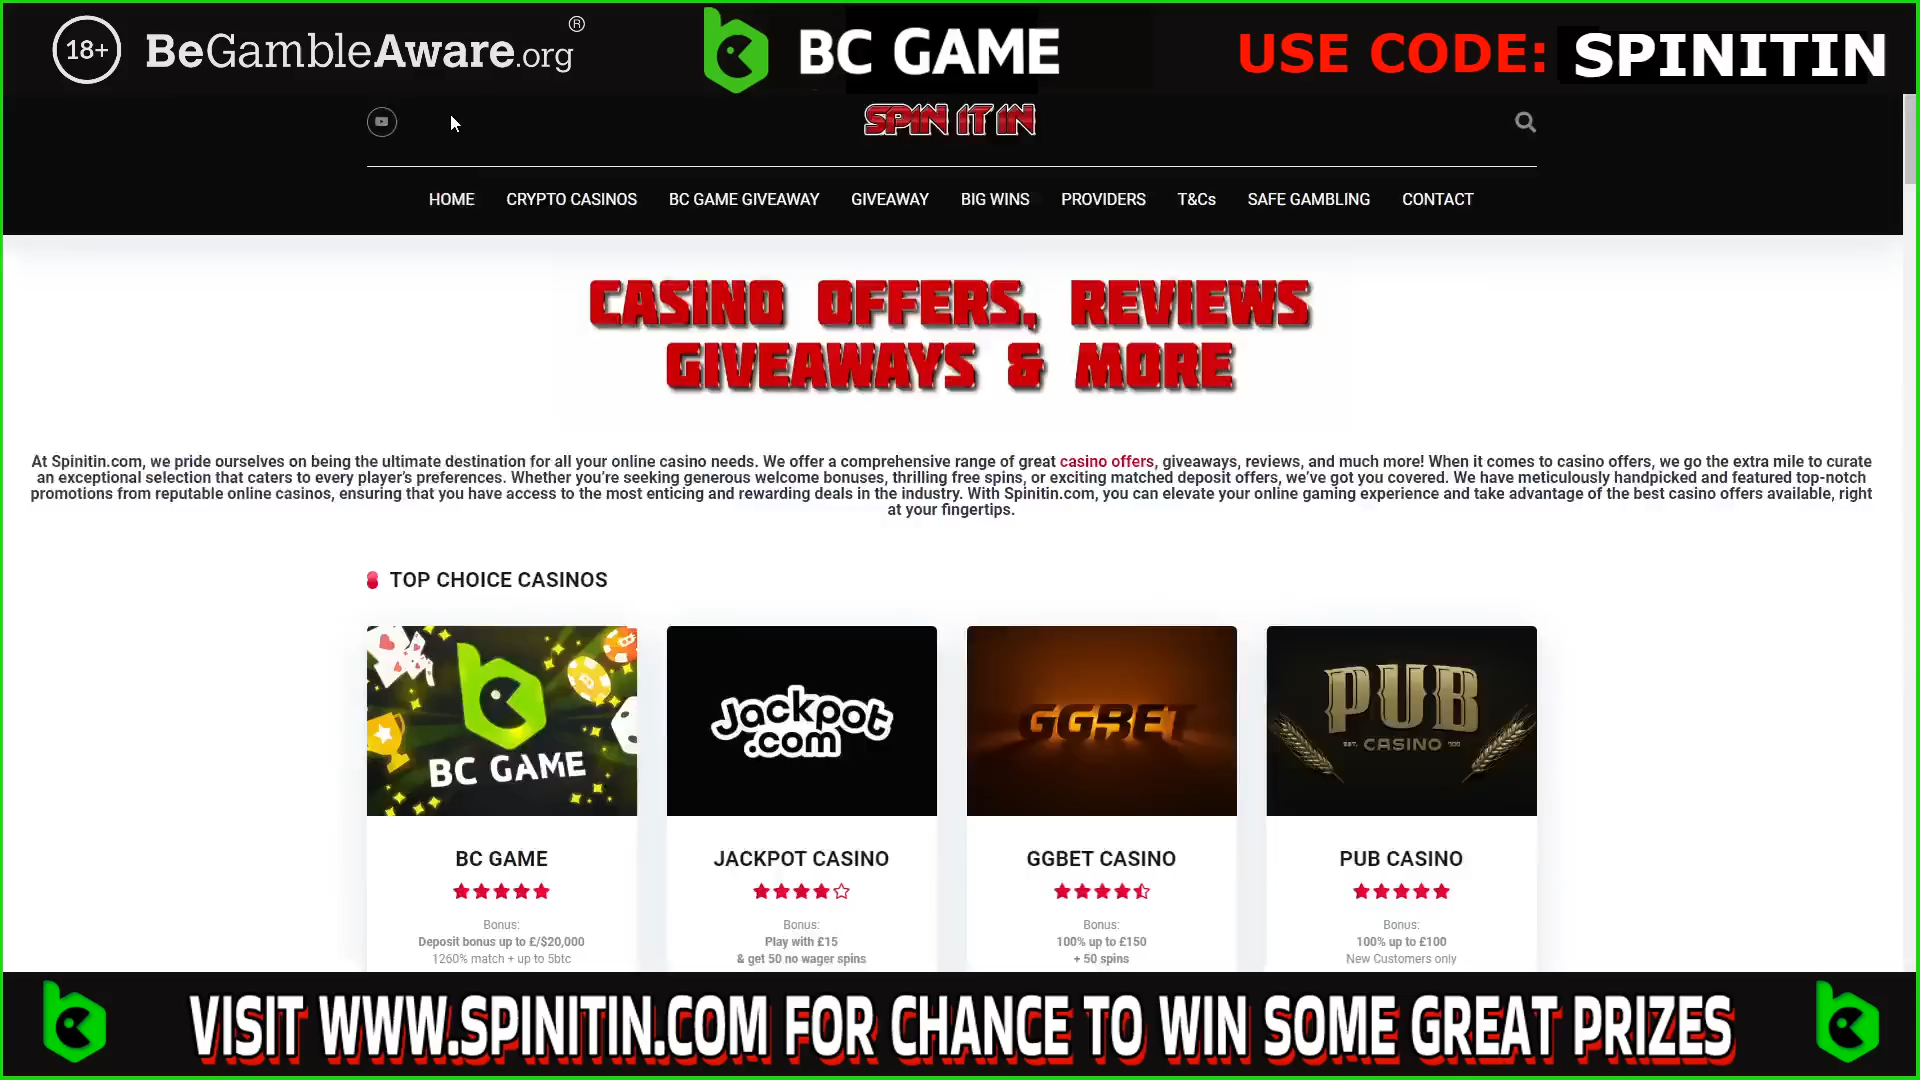 18+ BeGambleAware.org ® BC GAME USE CODE: SPINITIN
SPIN IT IN
HOME CRYPTO CASINOS BC GAME GIVEAWAY GIVEAWAY BIG WINS PROVIDERS T&Cs SAFE GAMBLING CONTACT
CASINO OFFERS, REVIEWS
GIVEAWAYS & MORE
At Spinitin.com, we pride ourselves on being the ultimate destination for all your online casino needs. We offer a comprehensive range of great casino offers, giveaways, reviews, and much more! When it comes to casino offers, we go the extra mile to curate
an exceptional selection that caters to every player's preferences. Whether you're seeking generous welcome bonuses, thrilling free spins, or exciting matched deposit offers, we've got you covered. We have meticulously handpicked and featured top-notch
promotions from reputable online casinos, ensuring that you have access to the most enticing and rewarding deals in the industry. With Spinitin.com, you can elevate your online gaming experience and take advantage of the best casino offers available, right
at your fingertips.
TOP CHOICE CASINOS
BC GAME
Jackpot
.com
GGBET
PUB
EST. CASINO
BC GAME
Bonus:
Deposit bonus up to £/$20,000
1260% match + up to 5btc
JACKPOT CASINO
Bonus:
Play with £15
& get 50 no wager spins
GGBET CASINO
Bonus:
100% up to £150
+ 50 spins
PUB CASINO
Bonus:
100% up to £100
New Customers only
VISIT WWW.SPINITIN.COM FOR CHANCE TO WIN SOME GREAT PRIZES